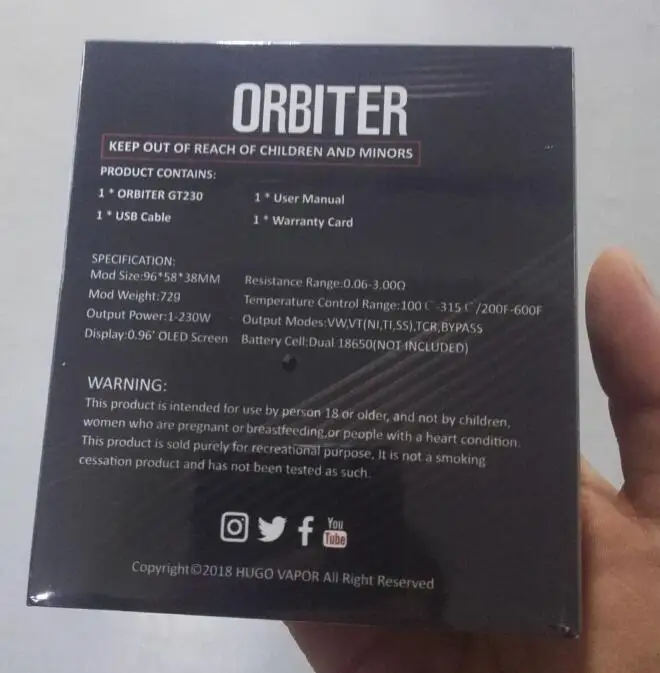 ORBITER
KEEP OUT OF REACH OF CHILDREN AND MINORS
PRODUCT CONTAINS:
1 * ORBITER GT230
1 * User Manual
1 * USB Cable
1 * Warranty Card
SPECIFICATION:
Mod Size:96*58*38MM
Resistance Range:0.06-3.00Ω
Mod Weight:72g
Temperature Control Range:100℃-315℃/200F-600F
Output Power:1-230W
Output Modes:VW,VT(NI,TI,SS),TCR,BYPASS
Display:0.96' OLED Screen
Battery Cell:Dual 18650(NOT INCLUDED)
WARNING:
This product is intended for use by person 18 or older, and not by children,
women who are pregnant or breastfeeding,or people with a heart condition.
This product is sold purely for recreational purpose, It is not a smoking
cessation product and has not been tested as such.
You
Tube
Copyright©2018 HUGO VAPOR All Right Reserved